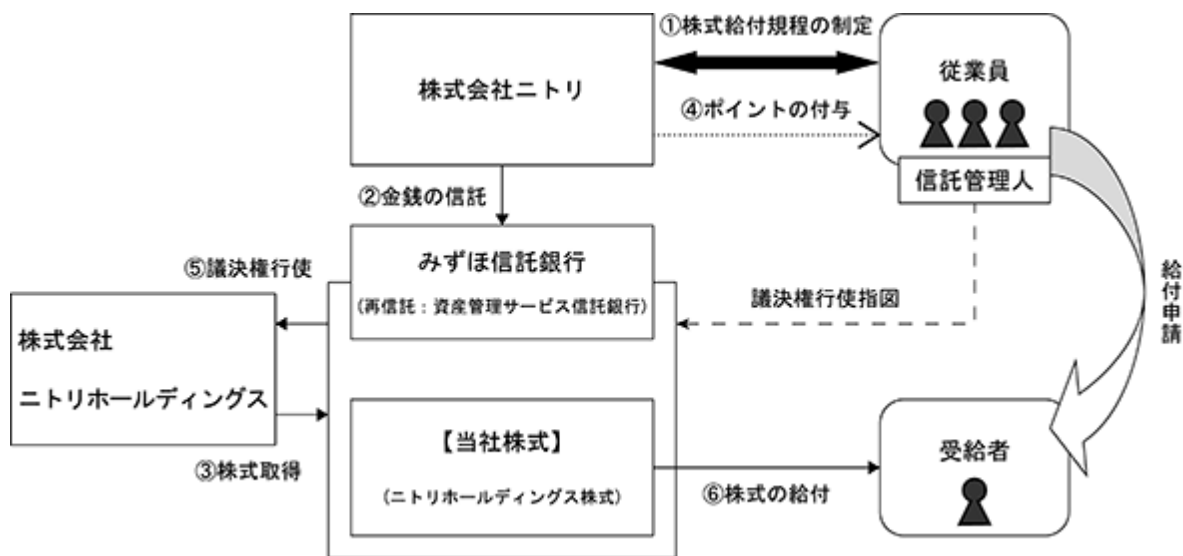 ①株式給付規程の制定
株式会社ニトリ
従業員
④ポイントの付与
信託管理人
②金銭の信託
みずほ信託銀行
(再信託：資産管理サービス信託銀行)
⑤議決権行使
議決権行使指図
給付申請
株式会社
ニトリホールディングス
③株式取得
【当社株式】
(ニトリホールディングス株式)
⑥株式の給付
受給者